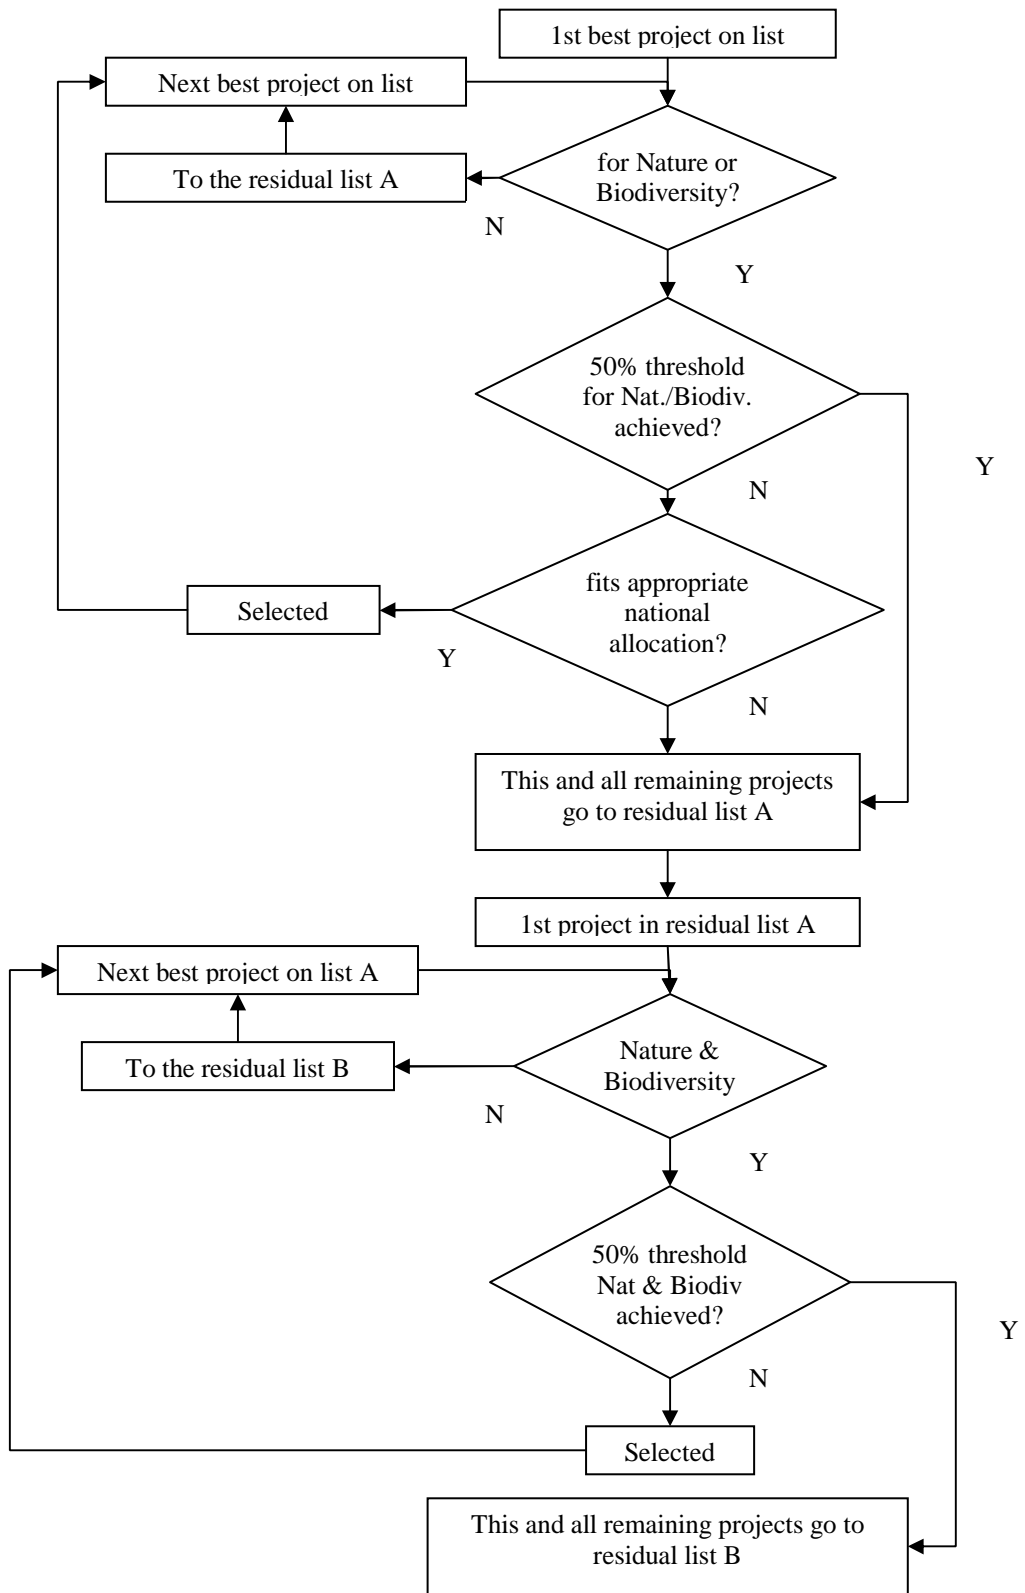 1st best project on list
Next best project on list
for Nature or
Biodiversity?
To the residual list A
N
Y
50% threshold
for Nat./Biodiv.
achieved?
Y
N
fits appropriate
national
allocation?
Selected
Y
N
This and all remaining projects
go to residual list A
1st project in residual list A
Next best project on list A
Nature &
Biodiversity
To the residual list B
N
Y
50% threshold
Nat & Biodiv
achieved?
Y
N
Selected
This and all remaining projects go to
residual list B